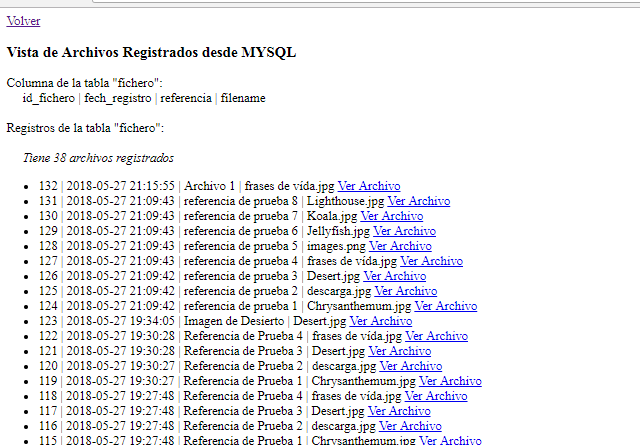 Volver
Vista de Archivos Registrados desde MYSQL
Columna de la tabla "fichero":
id_fichero | fech_registro | referencia | filename
Registros de la tabla "fichero":
Tiene 38 archivos registrados
• 132 | 2018-05-27 21:15:55 | Archivo 1 | frases de vída.jpg Ver Archivo
• 131 | 2018-05-27 21:09:43 | referencia de prueba 8 | Lighthouse.jpg Ver Archivo
• 130 | 2018-05-27 21:09:43 | referencia de prueba 7 | Koala.jpg Ver Archivo
• 129 | 2018-05-27 21:09:43 | referencia de prueba 6 | Jellyfish.jpg Ver Archivo
• 128 | 2018-05-27 21:09:43 | referencia de prueba 5 | images.png Ver Archivo
• 127 | 2018-05-27 21:09:43 | referencia de prueba 4 | frases de vída.jpg Ver Archivo
• 126 | 2018-05-27 21:09:42 | referencia de prueba 3 | Desert.jpg Ver Archivo
• 125 | 2018-05-27 21:09:42 | referencia de prueba 2 | descarga.jpg Ver Archivo
• 124 | 2018-05-27 21:09:42 | referencia de prueba 1 | Chrysanthemum.jpg Ver Archivo
• 123 | 2018-05-27 19:34:05 | Imagen de Desierto | Desert.jpg Ver Archivo
• 122 | 2018-05-27 19:30:28 | Referencia de Prueba 4 | frases de vída.jpg Ver Archivo
• 121 | 2018-05-27 19:30:28 | Referencia de Prueba 3 | Desert.jpg Ver Archivo
• 120 | 2018-05-27 19:30:27 | Referencia de Prueba 2 | descarga.jpg Ver Archivo
• 119 | 2018-05-27 19:30:27 | Referencia de Prueba 1 | Chrysanthemum.jpg Ver Archivo
• 118 | 2018-05-27 19:27:48 | Referencia de Prueba 4 | frases de vída.jpg Ver Archivo
• 117 | 2018-05-27 19:27:48 | Referencia de Prueba 3 | Desert.jpg Ver Archivo
• 116 | 2018-05-27 19:27:48 | Referencia de Prueba 2 | descarga.jpg Ver Archivo
• 115 | 2018-05-27 19:27:48 | Referencia de Prueba 1 | Chrysanthemum.jpg Ver Archivo